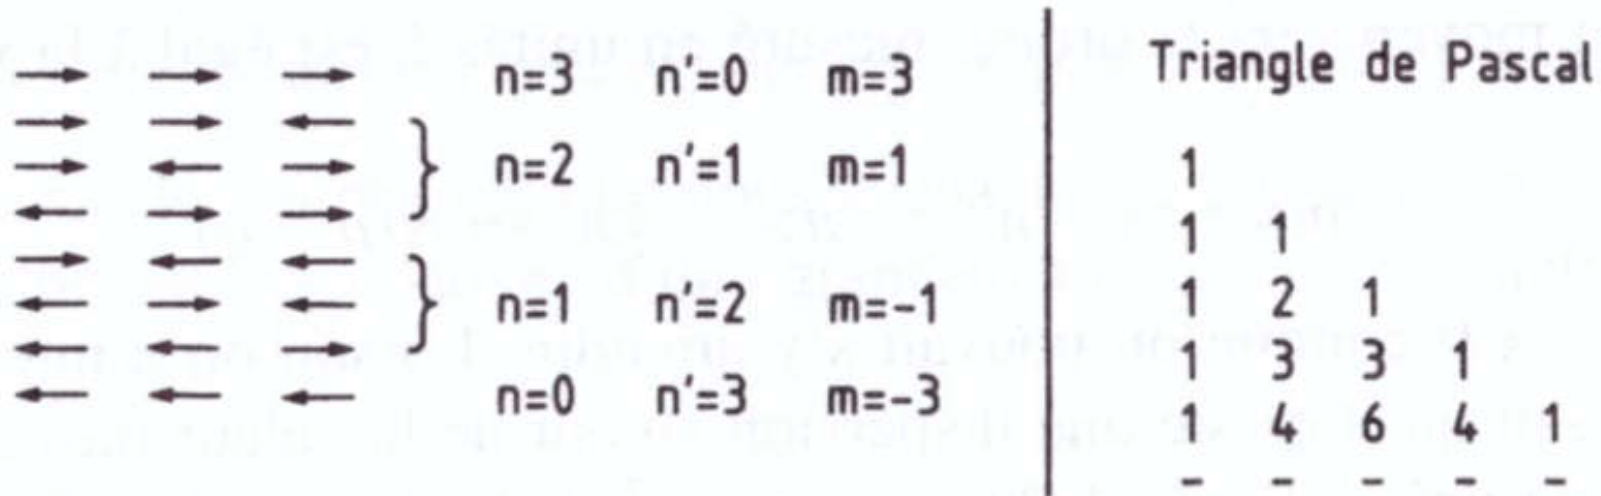 → → → n=3 n'=0 m=3
→ → ←
→ ← → } n=2 n'=1 m=1
← → →
→ ← ←
← → ← } n=1 n'=2 m=-1
← ← →
← ← ← n=0 n'=3 m=-3
Triangle de Pascal
1
1 1
1 2 1
1 3 3 1
1 4 6 4 1
- - - - -